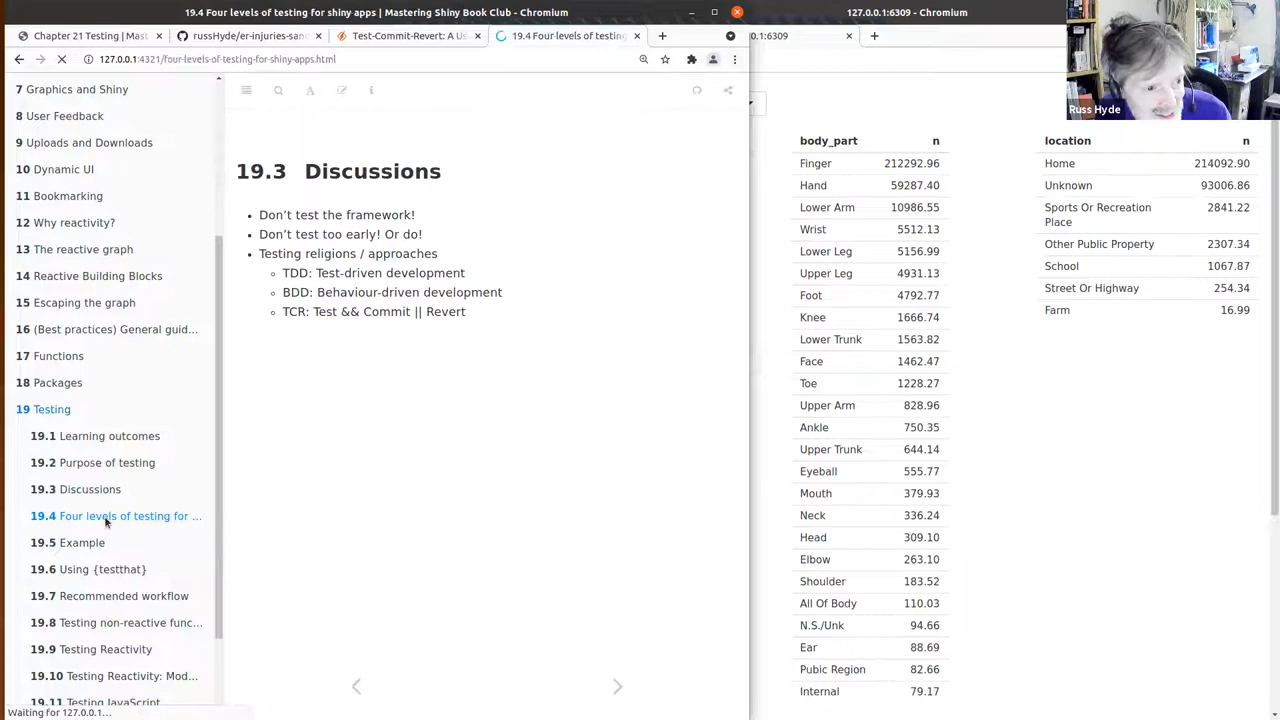 19.4 Four levels of testing for shiny apps | Mastering Shiny Book Club - Chromium
127.0.0.1:6309 - Chromium
Chapter 21 Testing | Mast
russHyde/er-injuries-sand
Test-Commit-Revert: A Us
19.4 Four levels of testing
0.1:6309
127.0.0.1:4321/four-levels-of-testing-for-shiny-apps.html
Russ Hyde
7 Graphics and Shiny
8 User Feedback
9 Uploads and Downloads
10 Dynamic UI
11 Bookmarking
12 Why reactivity?
13 The reactive graph
14 Reactive Building Blocks
15 Escaping the graph
16 (Best practices) General guid...
17 Functions
18 Packages
19 Testing
19.1 Learning outcomes
19.2 Purpose of testing
19.3 Discussions
19.4 Four levels of testing for ...
19.5 Example
19.6 Using {testthat}
19.7 Recommended workflow
19.8 Testing non-reactive func...
19.9 Testing Reactivity
19.10 Testing Reactivity: Mod...
19.11 Testing JavaScript
Waiting for 127.0.0.1...
19.3 Discussions
• Don't test the framework!
• Don't test too early! Or do!
• Testing religions / approaches
◦ TDD: Test-driven development
◦ BDD: Behaviour-driven development
◦ TCR: Test && Commit || Revert
body_part n
Finger 212292.96
Hand 59287.40
Lower Arm 10986.55
Wrist 5512.13
Lower Leg 5156.99
Upper Leg 4931.13
Foot 4792.77
Knee 1666.74
Lower Trunk 1563.82
Face 1462.47
Toe 1228.27
Upper Arm 828.96
Ankle 750.35
Upper Trunk 644.14
Eyeball 555.77
Mouth 379.93
Neck 336.24
Head 309.10
Elbow 263.10
Shoulder 183.52
All Of Body 110.03
N.S./Unk 94.66
Ear 88.69
Pubic Region 82.66
Internal 79.17
location n
Home 214092.90
Unknown 93006.86
Sports Or Recreation 2841.22
Place
Other Public Property 2307.34
School 1067.87
Street Or Highway 254.34
Farm 16.99